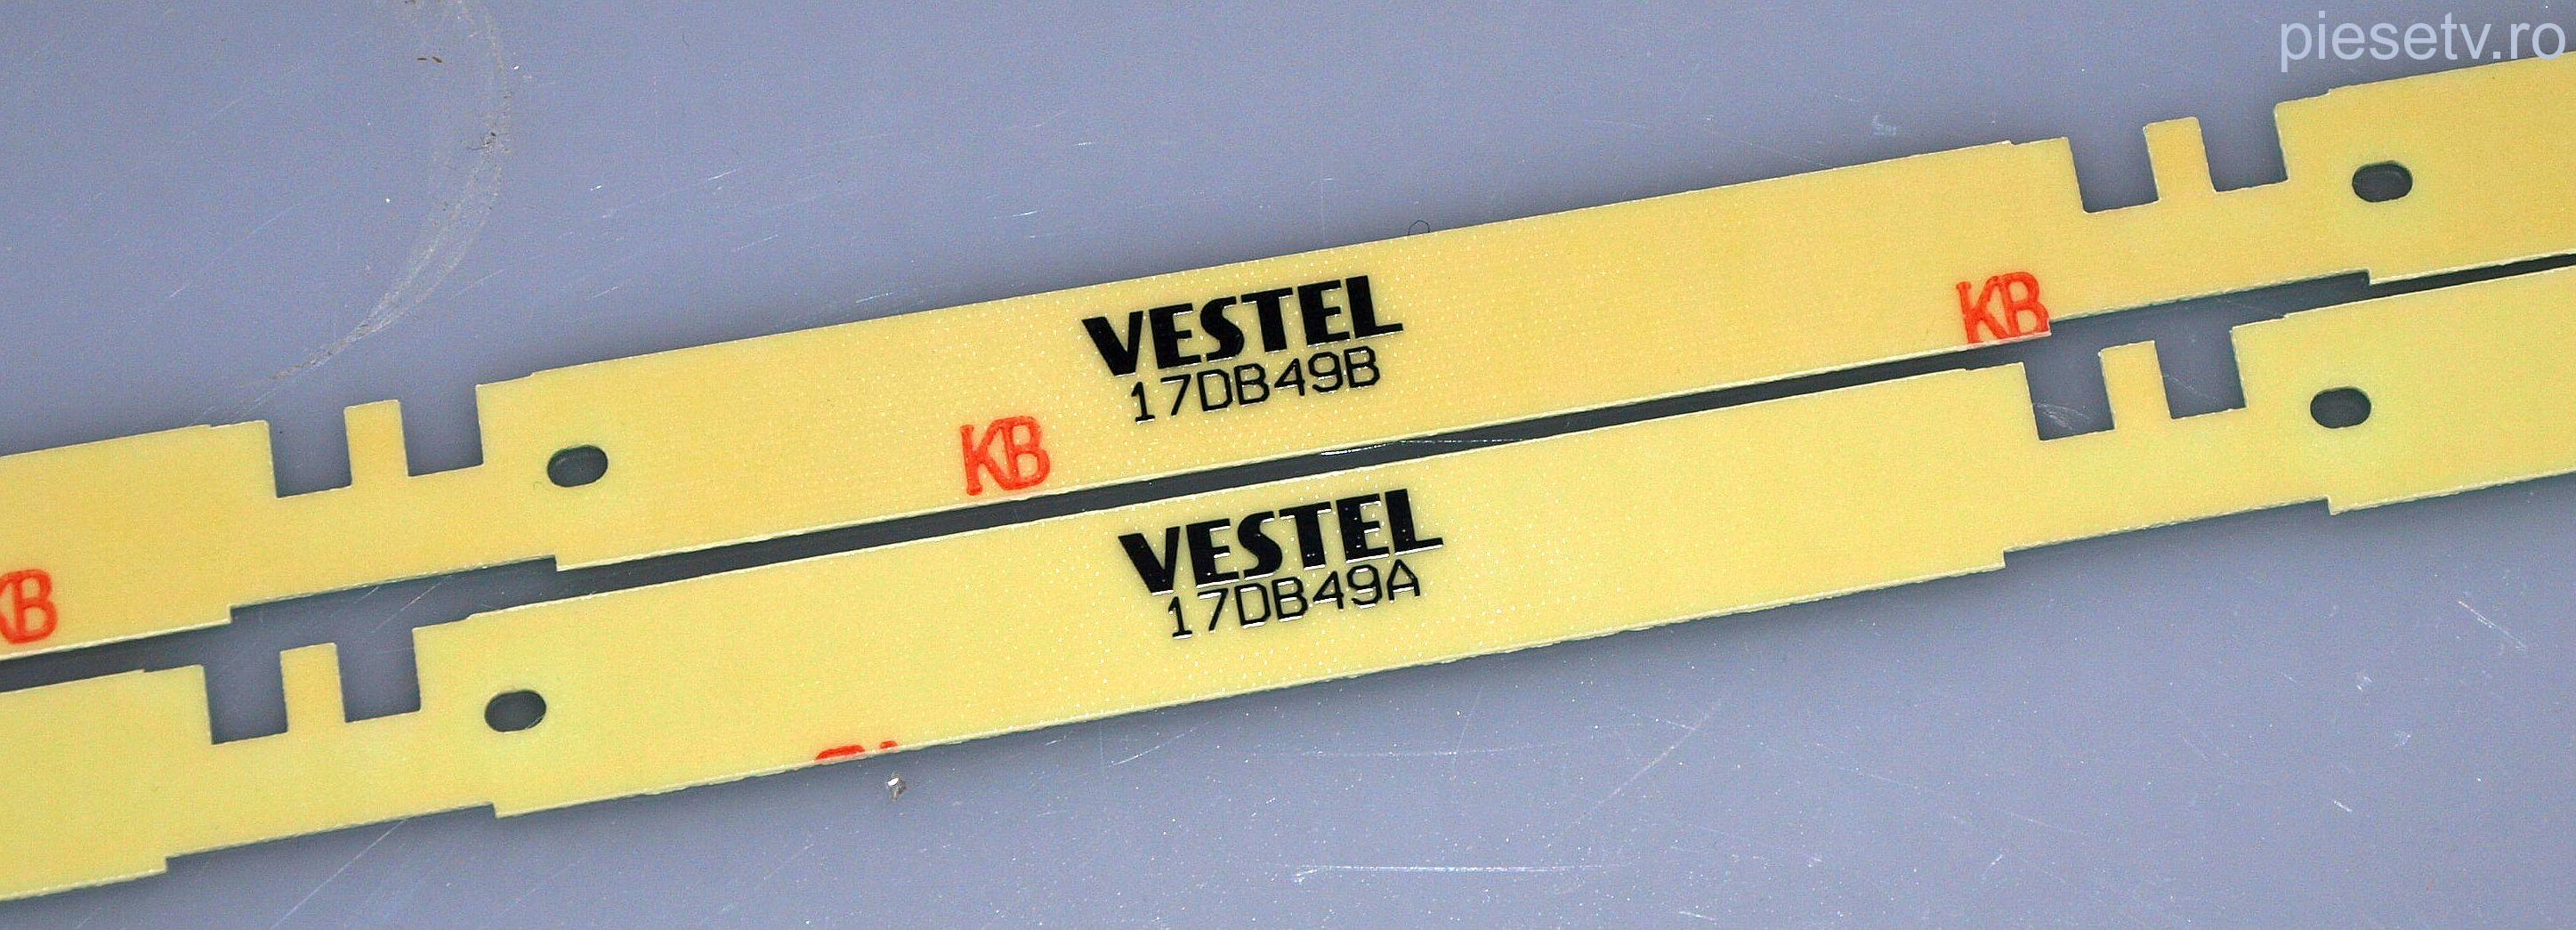 piesetv.ro
VESTEL
17DB49B
KB
KB
KB
VESTEL
17DB49A